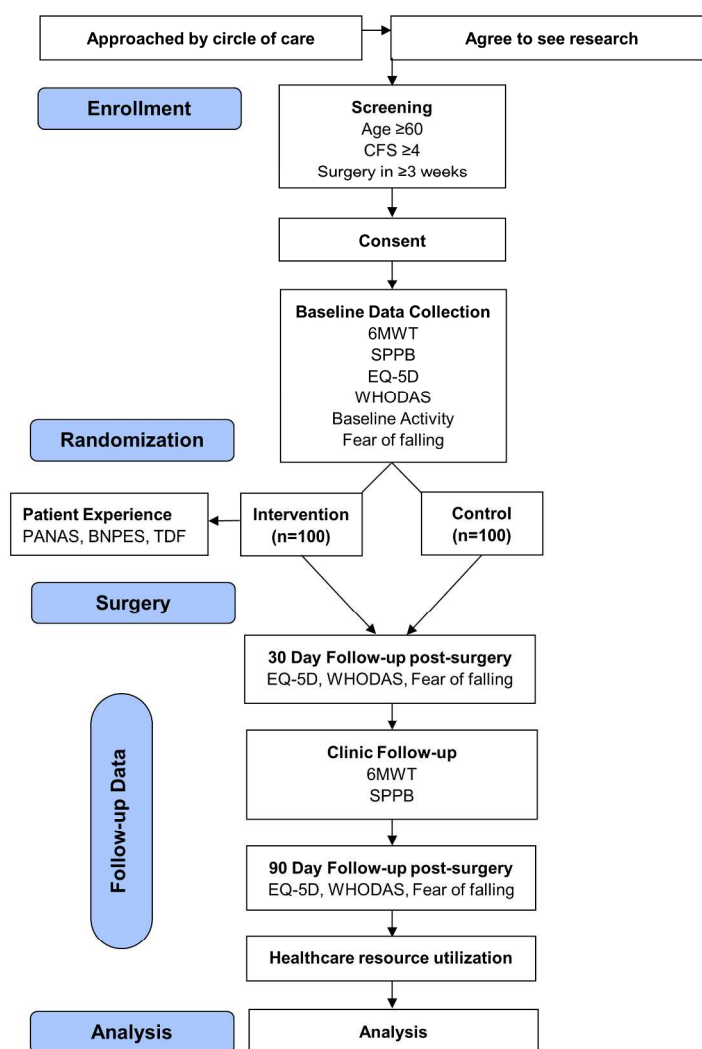 Approached by circle of care
Agree to see research
Enrollment
Screening
Age ≥60
CFS ≥4
Surgery in ≥3 weeks
Consent
Baseline Data Collection
6MWT
SPPB
EQ-5D
WHODAS
Baseline Activity
Fear of falling
Randomization
Patient Experience
PANAS, BNPES, TDF
Intervention
(n=100)
Control
(n=100)
Surgery
30 Day Follow-up post-surgery
EQ-5D, WHODAS, Fear of falling
Follow-up Data
Clinic Follow-up
6MWT
SPPB
90 Day Follow-up post-surgery
EQ-5D, WHODAS, Fear of falling
Healthcare resource utilization
Analysis
Analysis